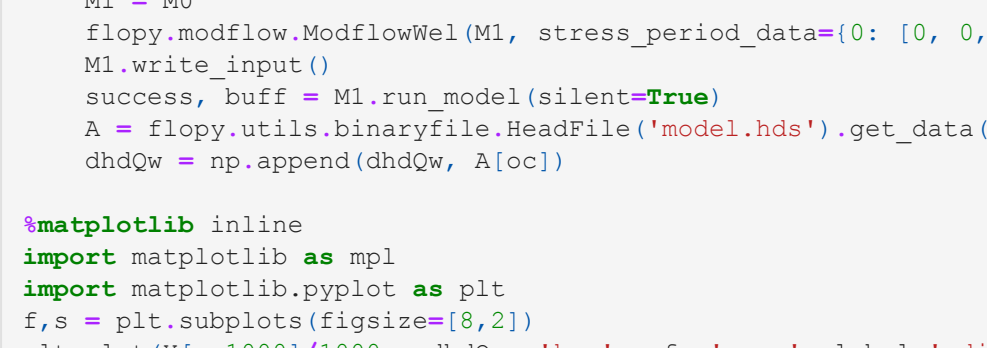 M1 = M0
flopy.modflow.ModflowWel(M1, stress_period_data={0: [0, 0,
M1.write_input()
success, buff = M1.run_model(silent=True)
A = flopy.utils.binaryfile.HeadFile('model.hds').get_data(
dhdQw = np.append(dhdQw, A[oc])
%matplotlib inline
import matplotlib as mpl
import matplotlib.pyplot as plt
f,s = plt.subplots(figsize=[8,2])